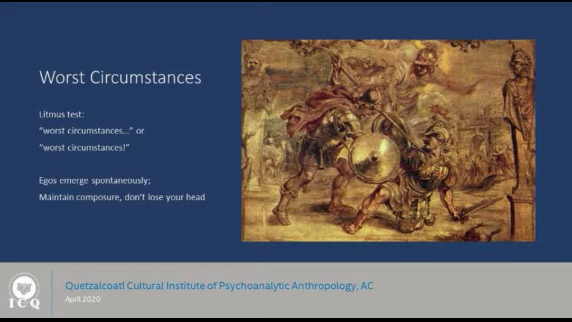 Worst Circumstances
Litmus test:
"worst circumstances…" or
"worst circumstances!"
Egos emerge spontaneously;
Maintain composure, don't lose your head
Quetzalcoatl Cultural Institute of Psychoanalytic Anthropology, AC
April 2020
ICQ